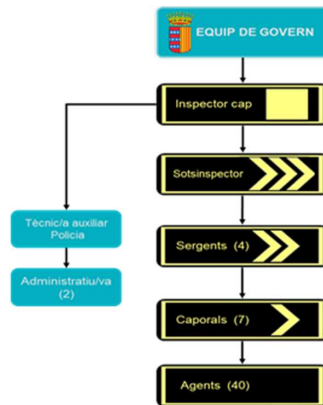 EQUIP DE GOVERN
Inspector cap
Sotsinspector
Tècnic/a auxiliar
Policia
Sergents (4)
Administratiu/va
(2)
Caporals (7)
Agents (40)